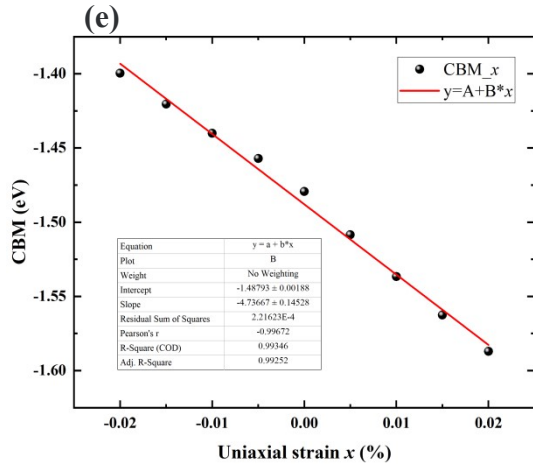 (e)
-1.40
-1.45
-1.50
-1.55
-1.60
CBM (eV)
CBM_x
y=A+B*x
Equation y = a + b*x
Plot B
Weight No Weighting
Intercept -1.48793 ± 0.00188
Slope -4.73667 ± 0.14528
Residual Sum of Squares 2.21623E-4
Pearson's r -0.99672
R-Square (COD) 0.99346
Adj. R-Square 0.99252
-0.02 -0.01 0.00 0.01 0.02
Uniaxial strain x (%)